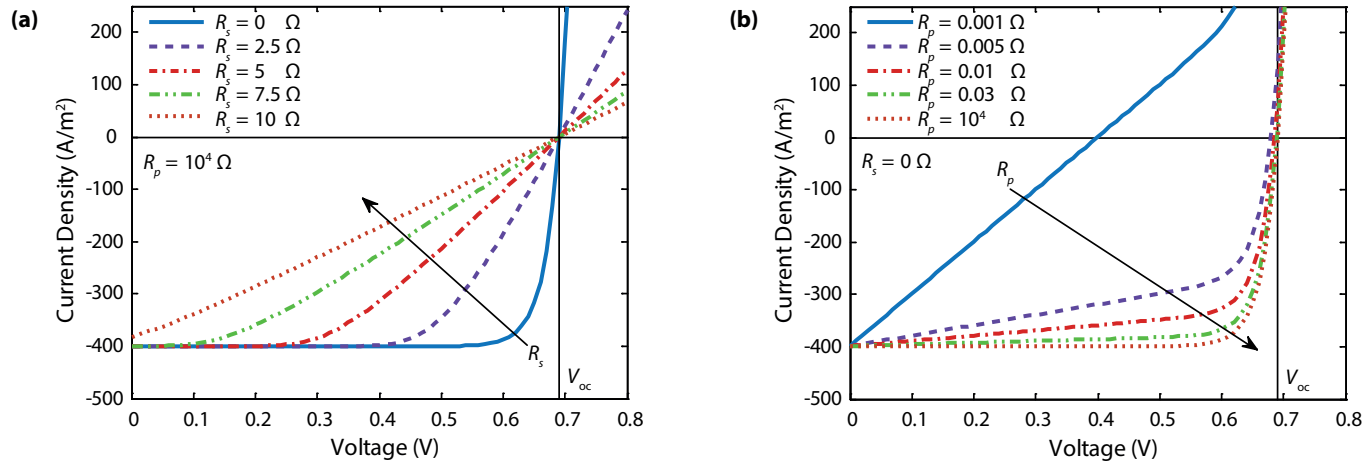 (a)
R_s = 0 Ω
R_s = 2.5 Ω
R_s = 5 Ω
R_s = 7.5 Ω
R_s = 10 Ω
R_p = 10⁴ Ω
R_s
V_oc
200
100
0
-100
-200
-300
-400
-500
Current Density (A/m²)
0 0.1 0.2 0.3 0.4 0.5 0.6 0.7 0.8
Voltage (V)
(b)
R_p = 0.001 Ω
R_p = 0.005 Ω
R_p = 0.01 Ω
R_p = 0.03 Ω
R_p = 10⁴ Ω
R_s = 0 Ω
R_p
V_oc
200
100
0
-100
-200
-300
-400
-500
Current Density (A/m²)
0 0.1 0.2 0.3 0.4 0.5 0.6 0.7 0.8
Voltage (V)